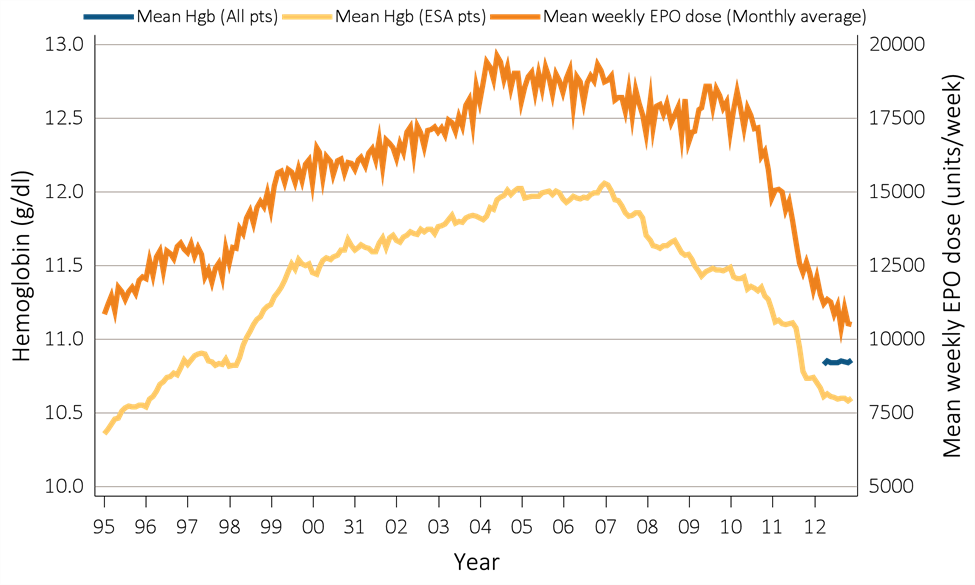 Mean Hgb (All pts) Mean Hgb (ESA pts) Mean weekly EPO dose (Monthly average)
Hemoglobin (g/dl)
13.0
12.5
12.0
11.5
11.0
10.5
10.0
20000
17500
15000
12500
10000
7500
5000
Mean weekly EPO dose (units/week)
95 96 97 98 99 00 31 02 03 04 05 06 07 08 09 10 11 12
Year